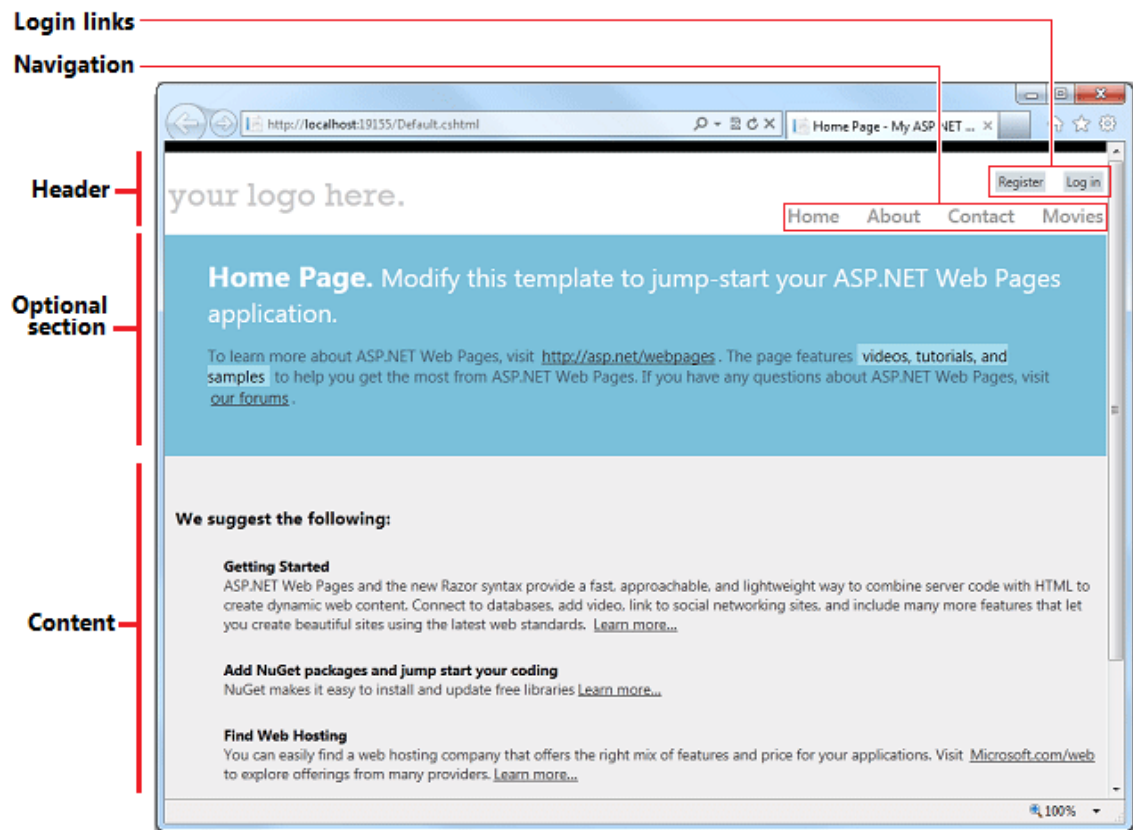 Login links
Navigation
http://localhost:19155/Default.cshtml
Home Page - My ASP.NET ...
Header
your logo here.
Register Log in
Home About Contact Movies
Optional
section
Home Page. Modify this template to jump-start your ASP.NET Web Pages
application.
To learn more about ASP.NET Web Pages, visit http://asp.net/webpages . The page features videos, tutorials, and
samples to help you get the most from ASP.NET Web Pages. If you have any questions about ASP.NET Web Pages, visit
our forums .
Content
We suggest the following:
Getting Started
ASP.NET Web Pages and the new Razor syntax provide a fast, approachable, and lightweight way to combine server code with HTML to
create dynamic web content. Connect to databases, add video, link to social networking sites, and include many more features that let
you create beautiful sites using the latest web standards. Learn more...
Add NuGet packages and jump start your coding
NuGet makes it easy to install and update free libraries Learn more...
Find Web Hosting
You can easily find a web hosting company that offers the right mix of features and price for your applications. Visit Microsoft.com/web
to explore offerings from many providers. Learn more...
100%